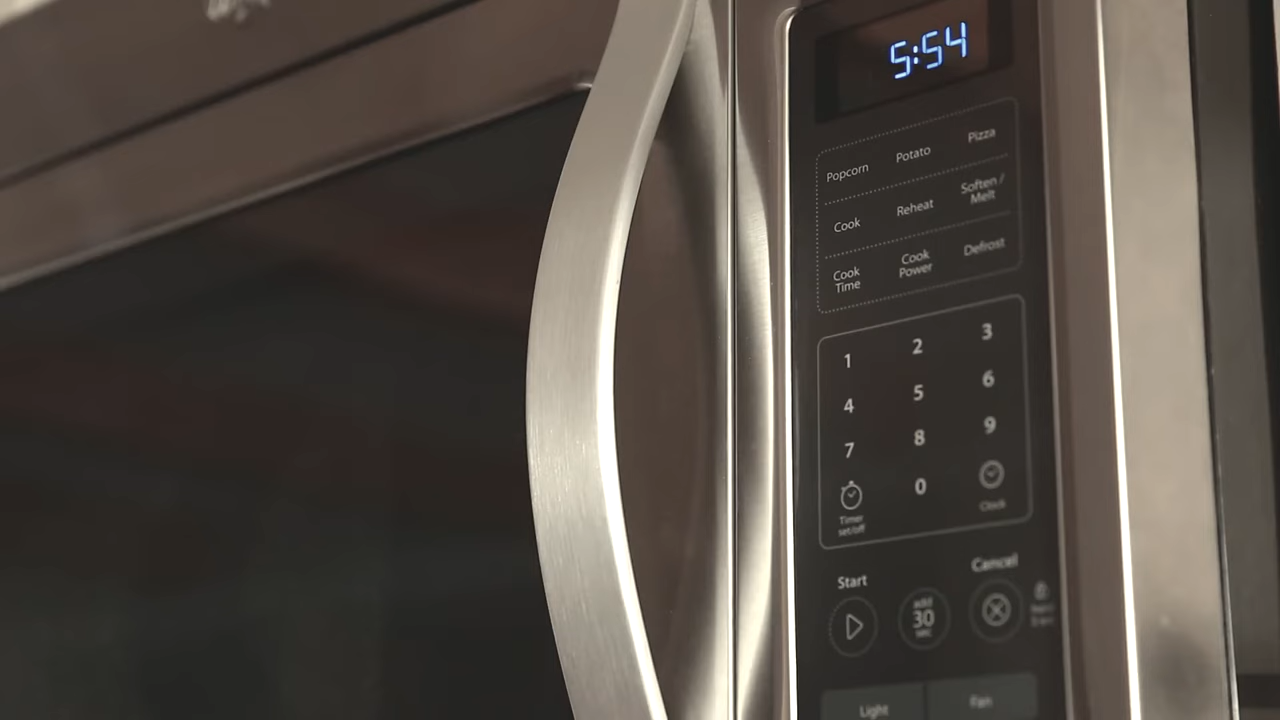 5:54
Popcorn Potato Pizza
Cook Reheat Soften /
Melt
Cook
Time
Cook
Power
Defrost
1 2 3
4 5 6
7 8 9
0
Timer
set/off
Clock
Start
Cancel
add
30
sec
Light Fan